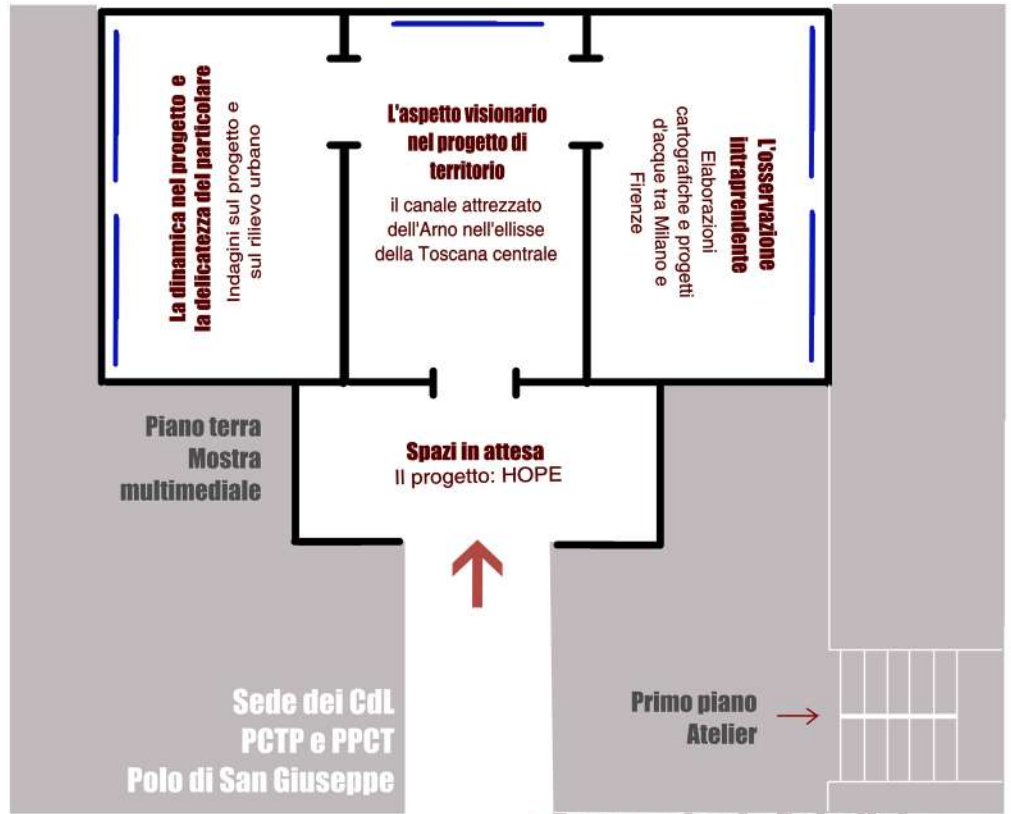 La dinamica nel progetto e
la delicatezza del particolare
Indagini sul progetto e
sul rilievo urbano
L'aspetto visionario
nel progetto di
territorio
il canale attrezzato
dell'Arno nell'ellisse
della Toscana centrale
L'osservazione
intraprendente
Elaborazioni
cartografiche e progetti
d'acque tra Milano e
Firenze
Spazi in attesa
Il progetto: HOPE
Piano terra
Mostra
multimediale
Sede dei CdL
PCTP e PPCT
Polo di San Giuseppe
Primo piano
Atelier